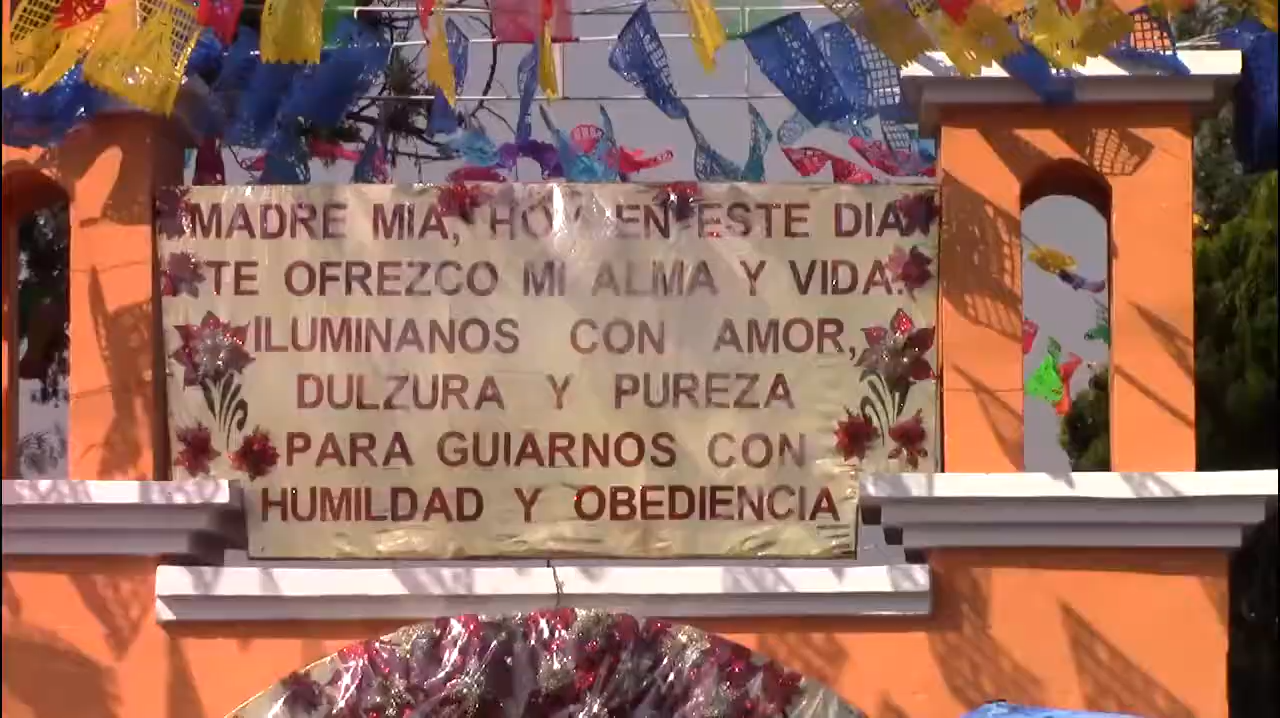 MADRE MIA, HOY EN ESTE DIA
TE OFREZCO MI ALMA Y VIDA.
ILUMINANOS CON AMOR,
DULZURA Y PUREZA
PARA GUIARNOS CON
HUMILDAD Y OBEDIENCIA